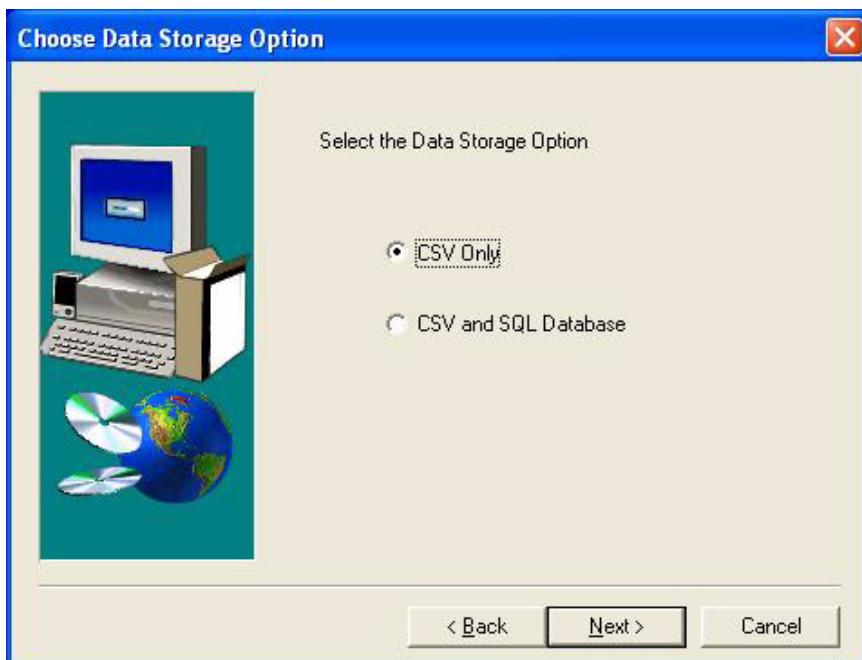 Choose Data Storage Option
Select the Data Storage Option
CSV Only
CSV and SQL Database
< Back
Next >
Cancel